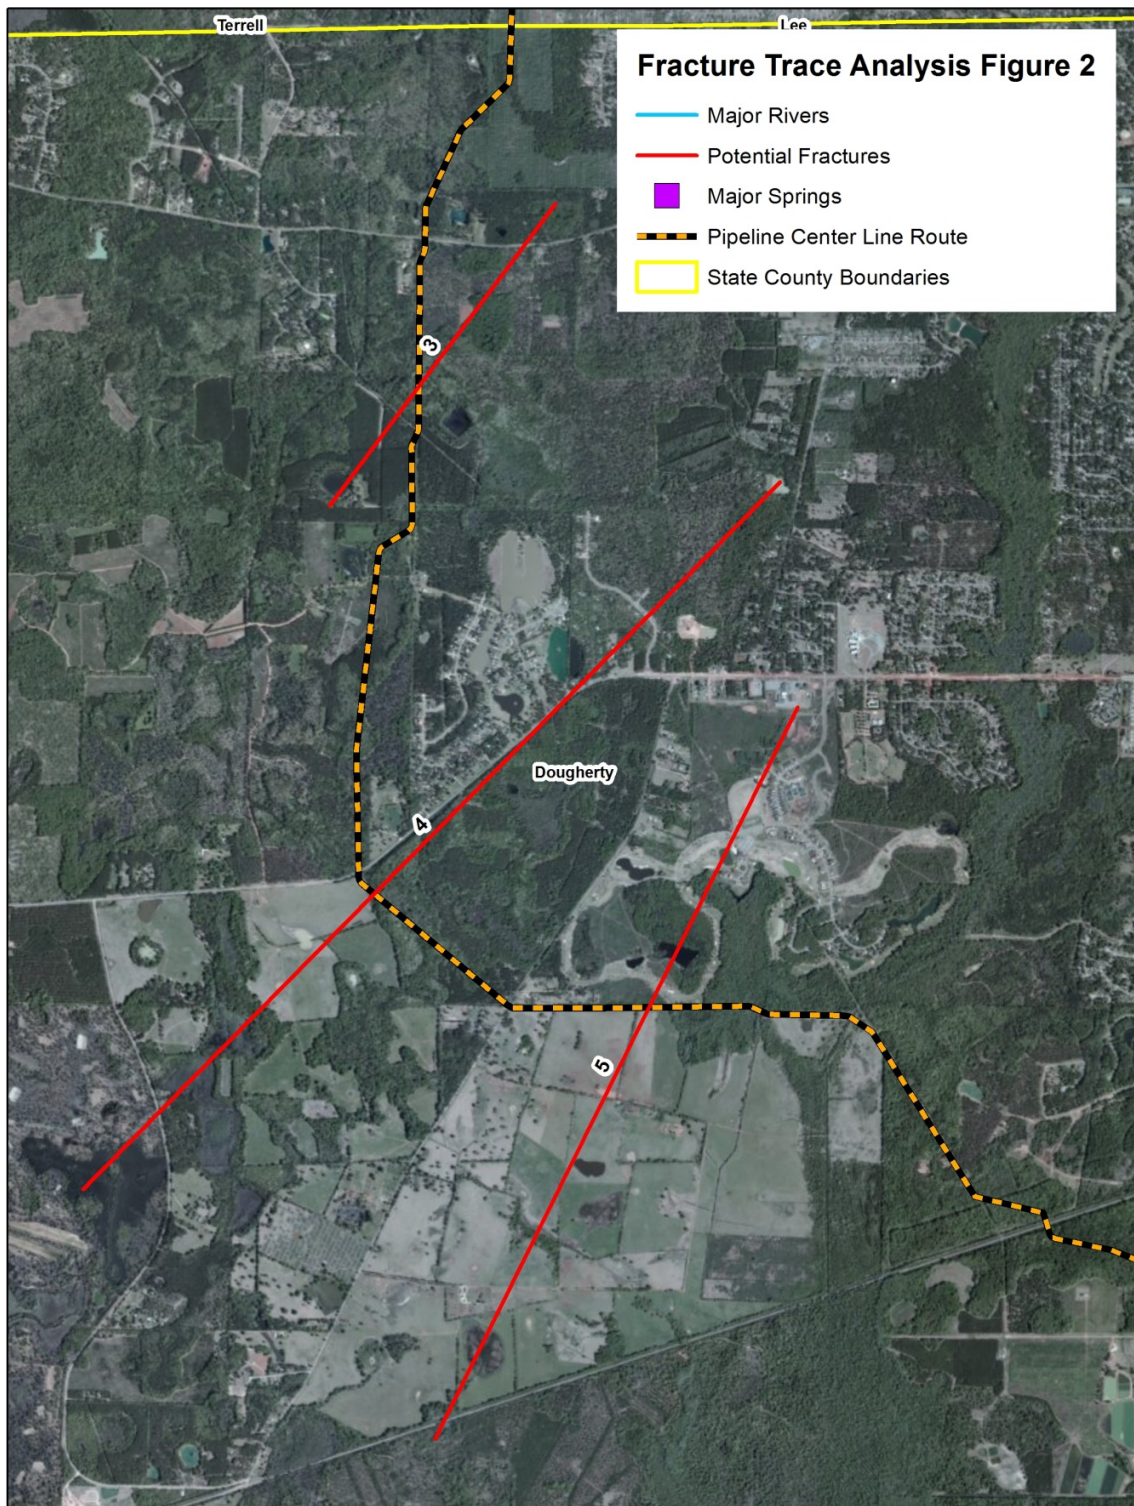 Terrell
Lee
Fracture Trace Analysis Figure 2
Major Rivers
Potential Fractures
Major Springs
Pipeline Center Line Route
State County Boundaries
3
Dougherty
4
5